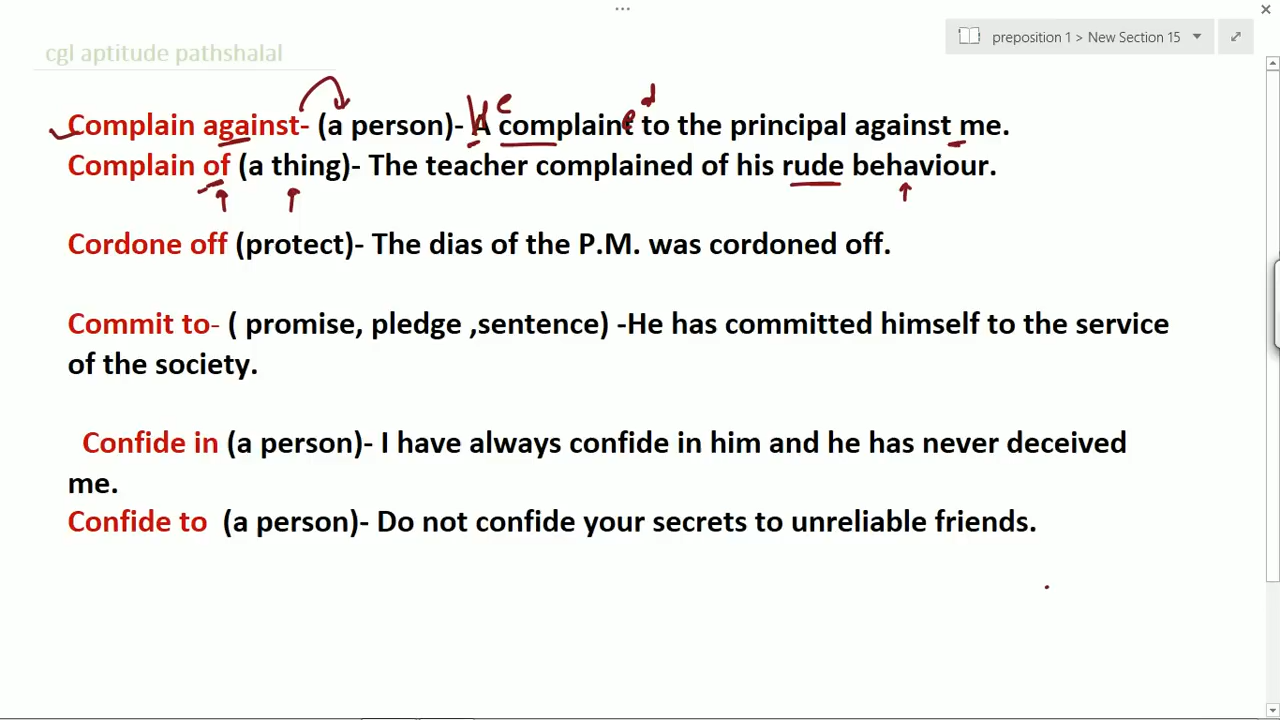 preposition 1 > New Section 15
cgl aptitude pathshalal
Complain against- (a person)- He complained to the principal against me.
Complain of (a thing)- The teacher complained of his rude behaviour.
Cordone off (protect)- The dias of the P.M. was cordoned off.
Commit to- ( promise, pledge ,sentence) -He has committed himself to the service
of the society.
Confide in (a person)- I have always confide in him and he has never deceived
me.
Confide to (a person)- Do not confide your secrets to unreliable friends.